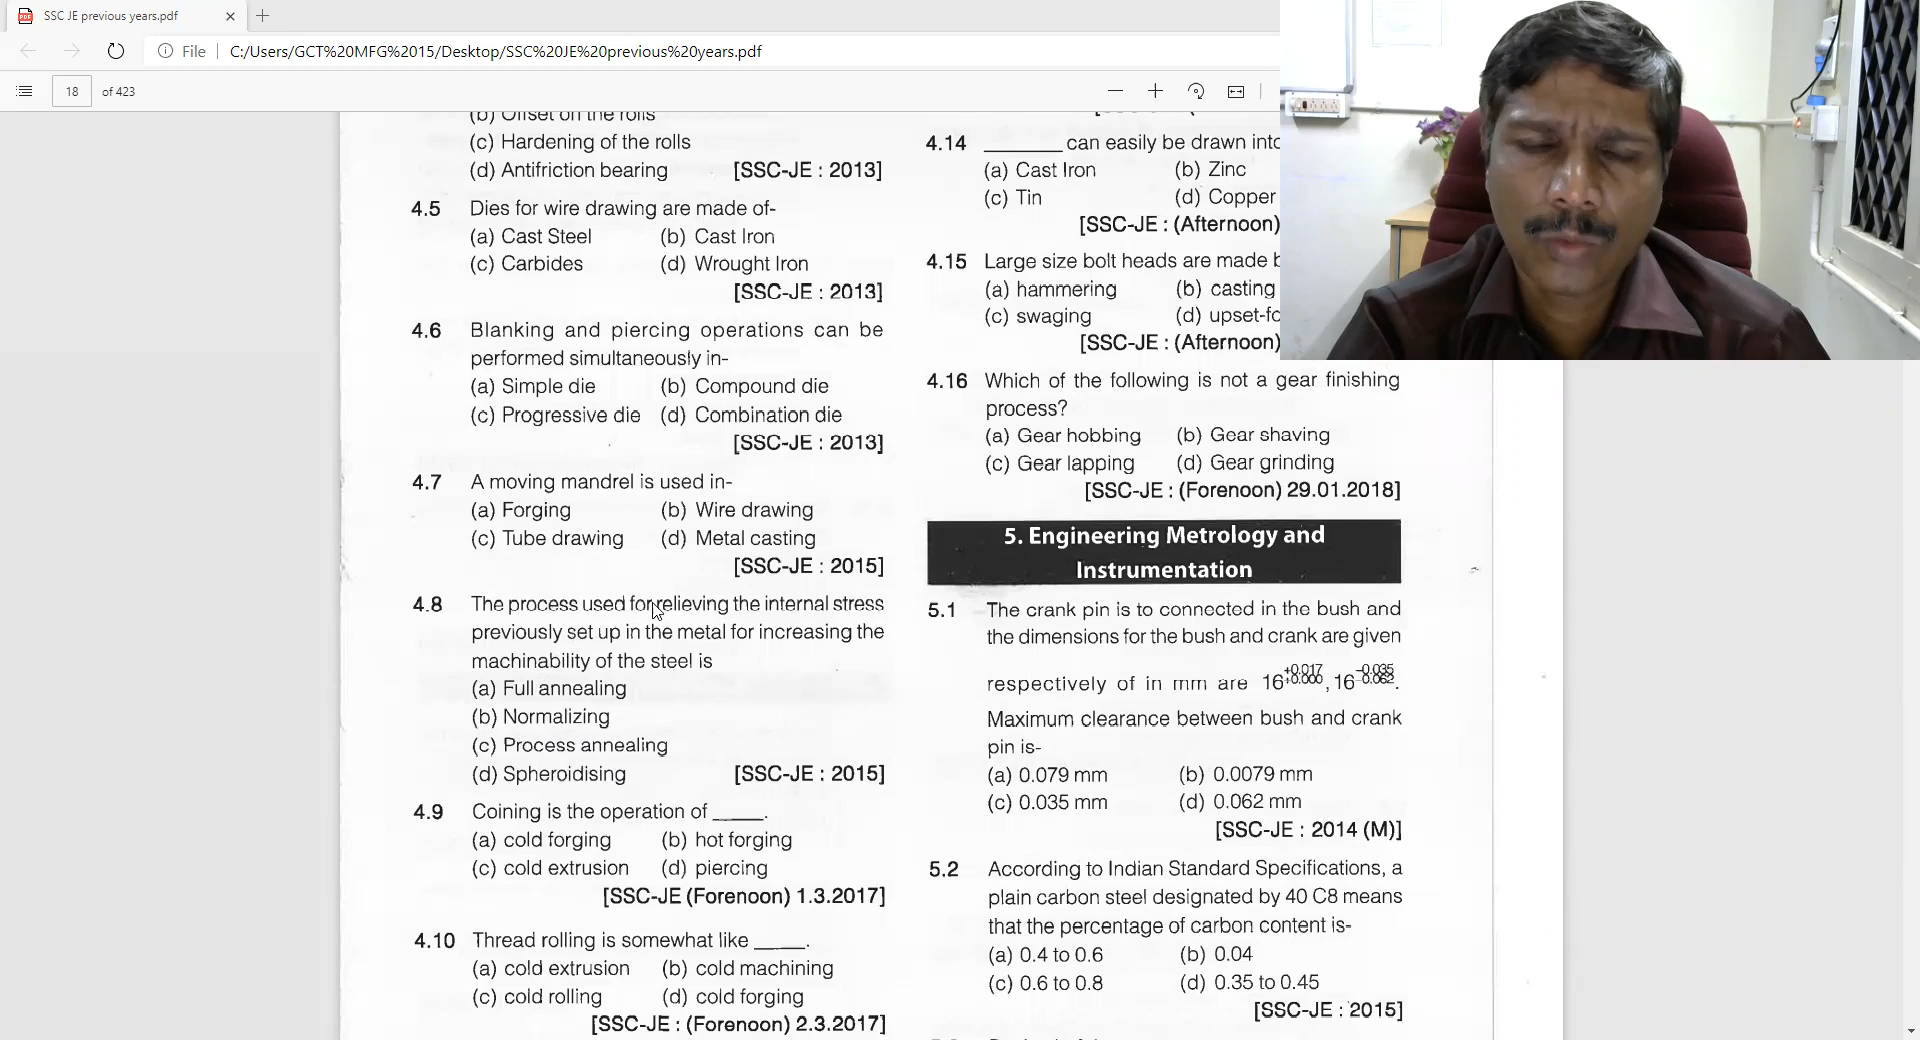 SSC JE previous years.pdf
File
C:/Users/GCT%20MFG%2015/Desktop/SSC%20JE%20previous%20years.pdf
18 of 423
(b) Offset on the rolls
(c) Hardening of the rolls
(d) Antifriction bearing [SSC-JE : 2013]
4.5 Dies for wire drawing are made of-
(a) Cast Steel (b) Cast Iron
(c) Carbides (d) Wrought Iron
[SSC-JE : 2013]
4.6 Blanking and piercing operations can be
performed simultaneously in-
(a) Simple die (b) Compound die
(c) Progressive die (d) Combination die
[SSC-JE : 2013]
4.7 A moving mandrel is used in-
(a) Forging (b) Wire drawing
(c) Tube drawing (d) Metal casting
[SSC-JE : 2015]
4.8 The process used for relieving the internal stress
previously set up in the metal for increasing the
machinability of the steel is
(a) Full annealing
(b) Normalizing
(c) Process annealing
(d) Spheroidising [SSC-JE : 2015]
4.9 Coining is the operation of _____.
(a) cold forging (b) hot forging
(c) cold extrusion (d) piercing
[SSC-JE (Forenoon) 1.3.2017]
4.10 Thread rolling is somewhat like _____.
(a) cold extrusion (b) cold machining
(c) cold rolling (d) cold forging
[SSC-JE : (Forenoon) 2.3.2017]
4.14 ________ can easily be drawn into
(a) Cast Iron (b) Zinc
(c) Tin (d) Copper
[SSC-JE : (Afternoon)
4.15 Large size bolt heads are made
(a) hammering (b) casting
(c) swaging (d) upset-fo
[SSC-JE : (Afternoon)
4.16 Which of the following is not a gear finishing
process?
(a) Gear hobbing (b) Gear shaving
(c) Gear lapping (d) Gear grinding
[SSC-JE : (Forenoon) 29.01.2018]
5. Engineering Metrology and
Instrumentation
5.1 The crank pin is to connected in the bush and
the dimensions for the bush and crank are given
respectively of in mm are 16 +0.017 +0.000, 16 −0.035 −0.062.
Maximum clearance between bush and crank
pin is-
(a) 0.079 mm (b) 0.0079 mm
(c) 0.035 mm (d) 0.062 mm
[SSC-JE : 2014 (M)]
5.2 According to Indian Standard Specifications, a
plain carbon steel designated by 40 C8 means
that the percentage of carbon content is-
(a) 0.4 to 0.6 (b) 0.04
(c) 0.6 to 0.8 (d) 0.35 to 0.45
[SSC-JE : 2015]